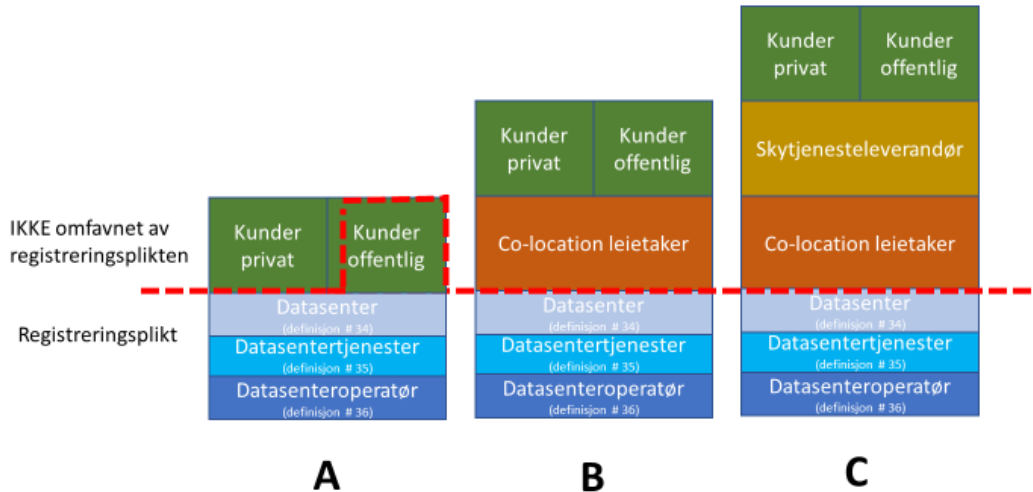 Kunder
privat
Kunder
offentlig
Skytjenesteleverandør
Co-location leietaker
Kunder
privat
Kunder
offentlig
Co-location leietaker
IKKE omfavnet av
registreringsplikten
Kunder
privat
Kunder
offentlig
Registreringsplikt
Datasenter
(definisjon # 34)
Datasentertjenester
(definisjon # 35)
Datasenteroperatør
(definisjon # 36)
Datasenter
(definisjon # 34)
Datasentertjenester
(definisjon # 35)
Datasenteroperatør
(definisjon # 36)
Datasenter
(definisjon # 34)
Datasentertjenester
(definisjon # 35)
Datasenteroperatør
(definisjon # 36)
A
B
C